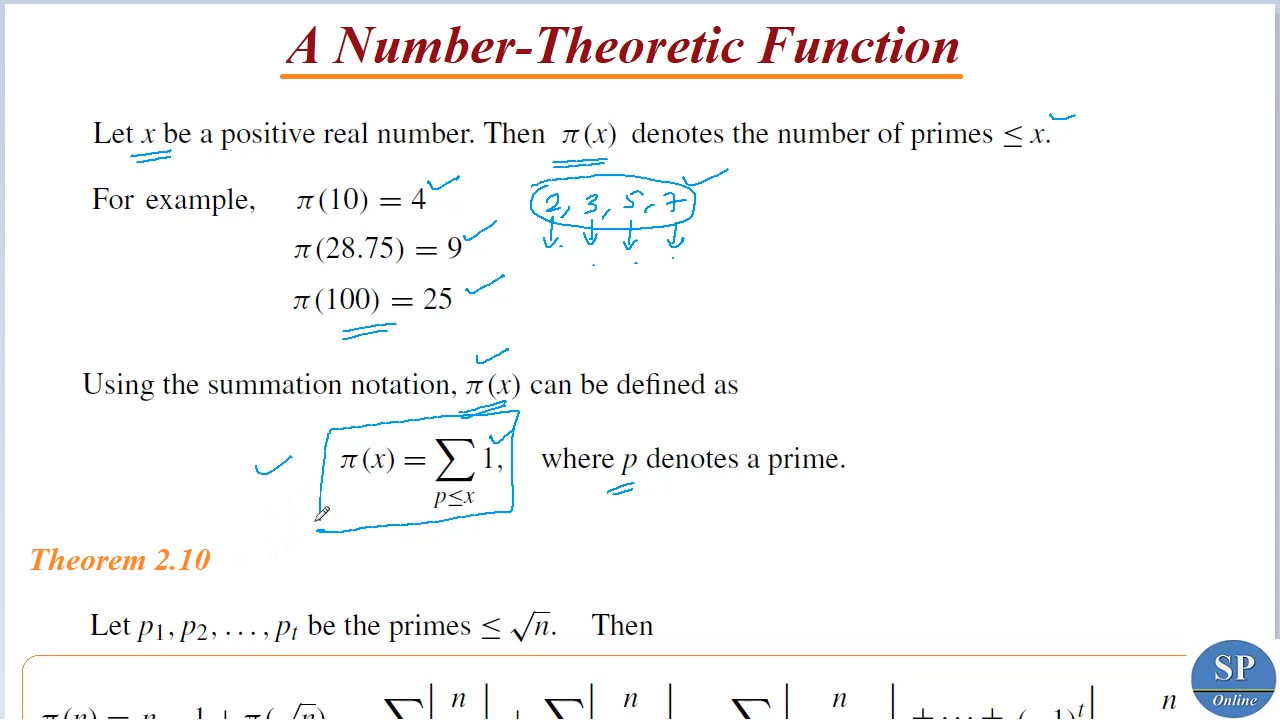 A Number-Theoretic Function
Let x be a positive real number. Then π(x) denotes the number of primes ≤ x.
For example, π(10) = 4 2, 3, 5, 7
π(28.75) = 9
π(100) = 25
Using the summation notation, π(x) can be defined as
π(x) = ∑ 1, where p denotes a prime.
p≤x
Theorem 2.10
Let p₁, p₂, . . . , pₜ be the primes ≤ √n. Then
SP
Online
π(n) = n − 1 + π(√n) ∑ | n | + ∑ | n | ∑ | n | + ··· + (−1)ᵗ | n